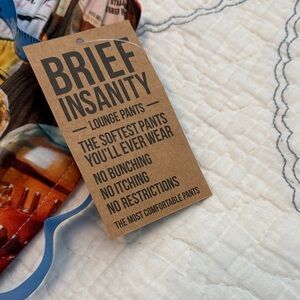 BRIEF
INSANITY
— LOUNGE PANTS —
THE SOFTEST PANTS
YOU'LL EVER WEAR
NO BUNCHING
NO ITCHING
NO RESTRICTIONS
THE MOST COMFORTABLE PANTS